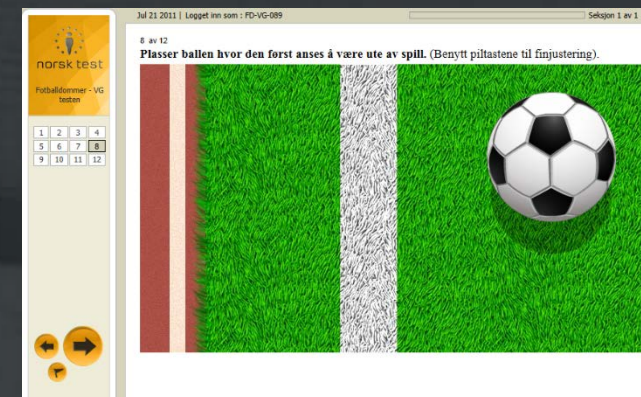 Jul 21 2011 | Logget inn som : FD-VG-089
Seksjon 1 av 1
norsk test
Fotballdommer - VG
testen
1 2 3 4
5 6 7 8
9 10 11 12
8 av 12
Plasser ballen hvor den først anses å være ute av spill. (Benytt piltastene til finjustering).